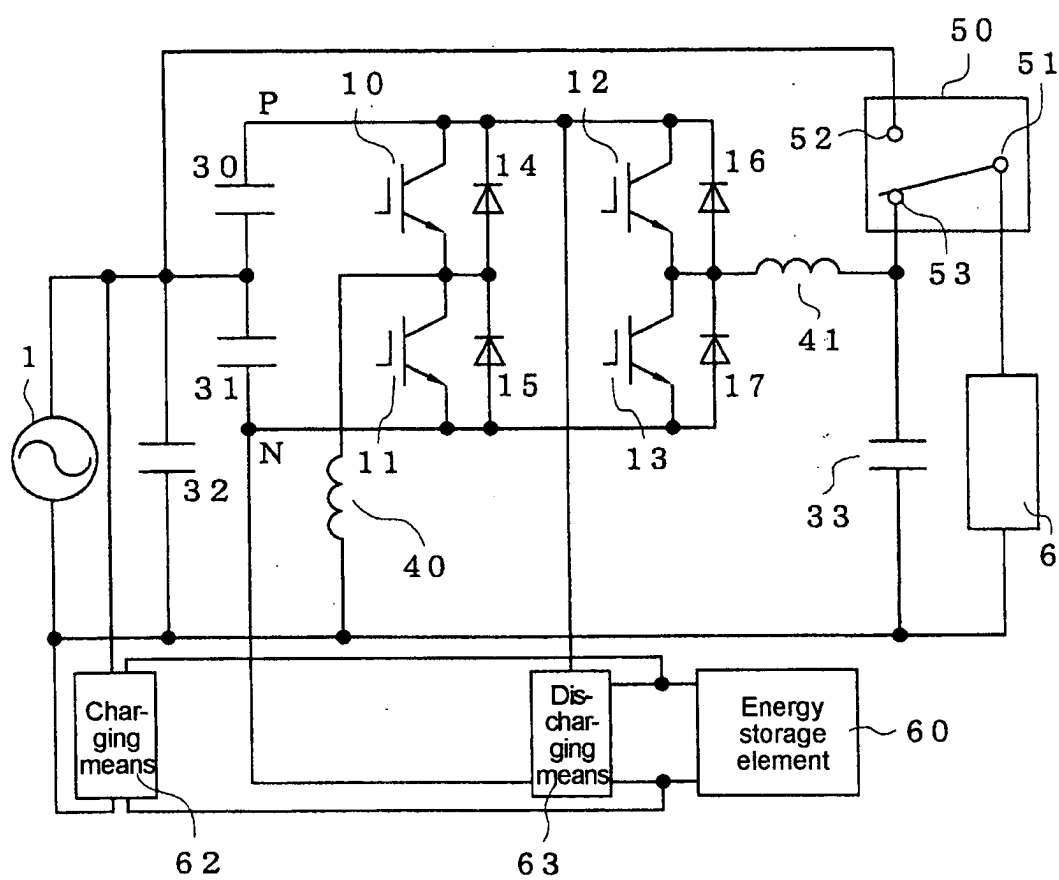 50
51
10
12
P
52
30
14
16
53
41
1
31
15
17
N
11
13
32
33
40
6
Char-
ging
means
Dis-
char-
ging
means
Energy
storage
element
60
62
63